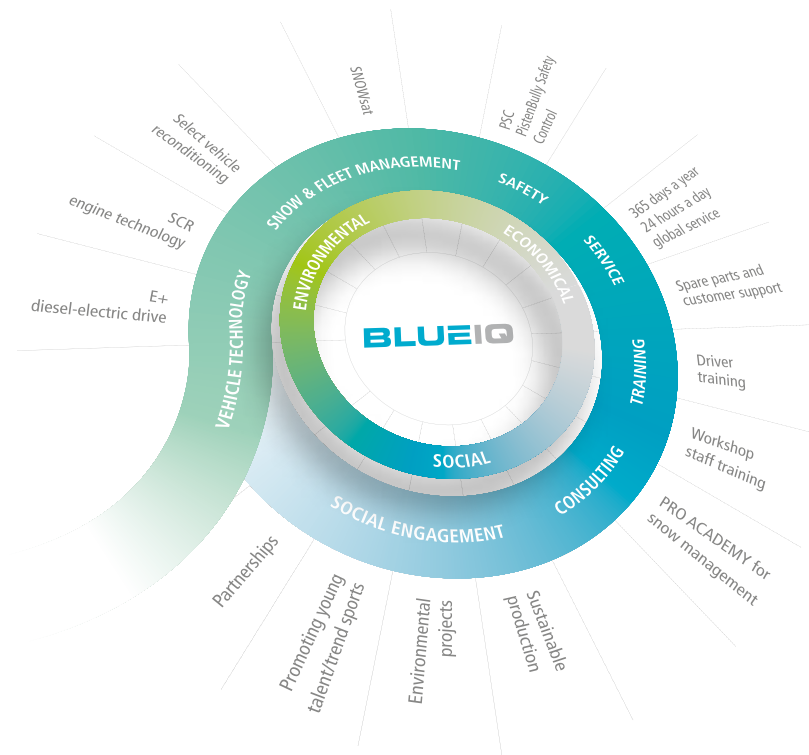 SNOWsat
PSC
PistenBully Safety
Control
Select vehicle
reconditioning
SCR
engine technology
E+
diesel-electric drive
365 days a year
24 hours a day
global service
Spare parts and
customer support
Driver
training
Workshop
staff training
PRO ACADEMY for
snow management
Sustainable
production
Environmental
projects
Promoting young
talent/trend sports
Partnerships
VEHICLE TECHNOLOGY
SNOW & FLEET MANAGEMENT
SAFETY
SERVICE
TRAINING
CONSULTING
SOCIAL ENGAGEMENT
ENVIRONMENTAL
ECONOMICAL
SOCIAL
BLUEIQ